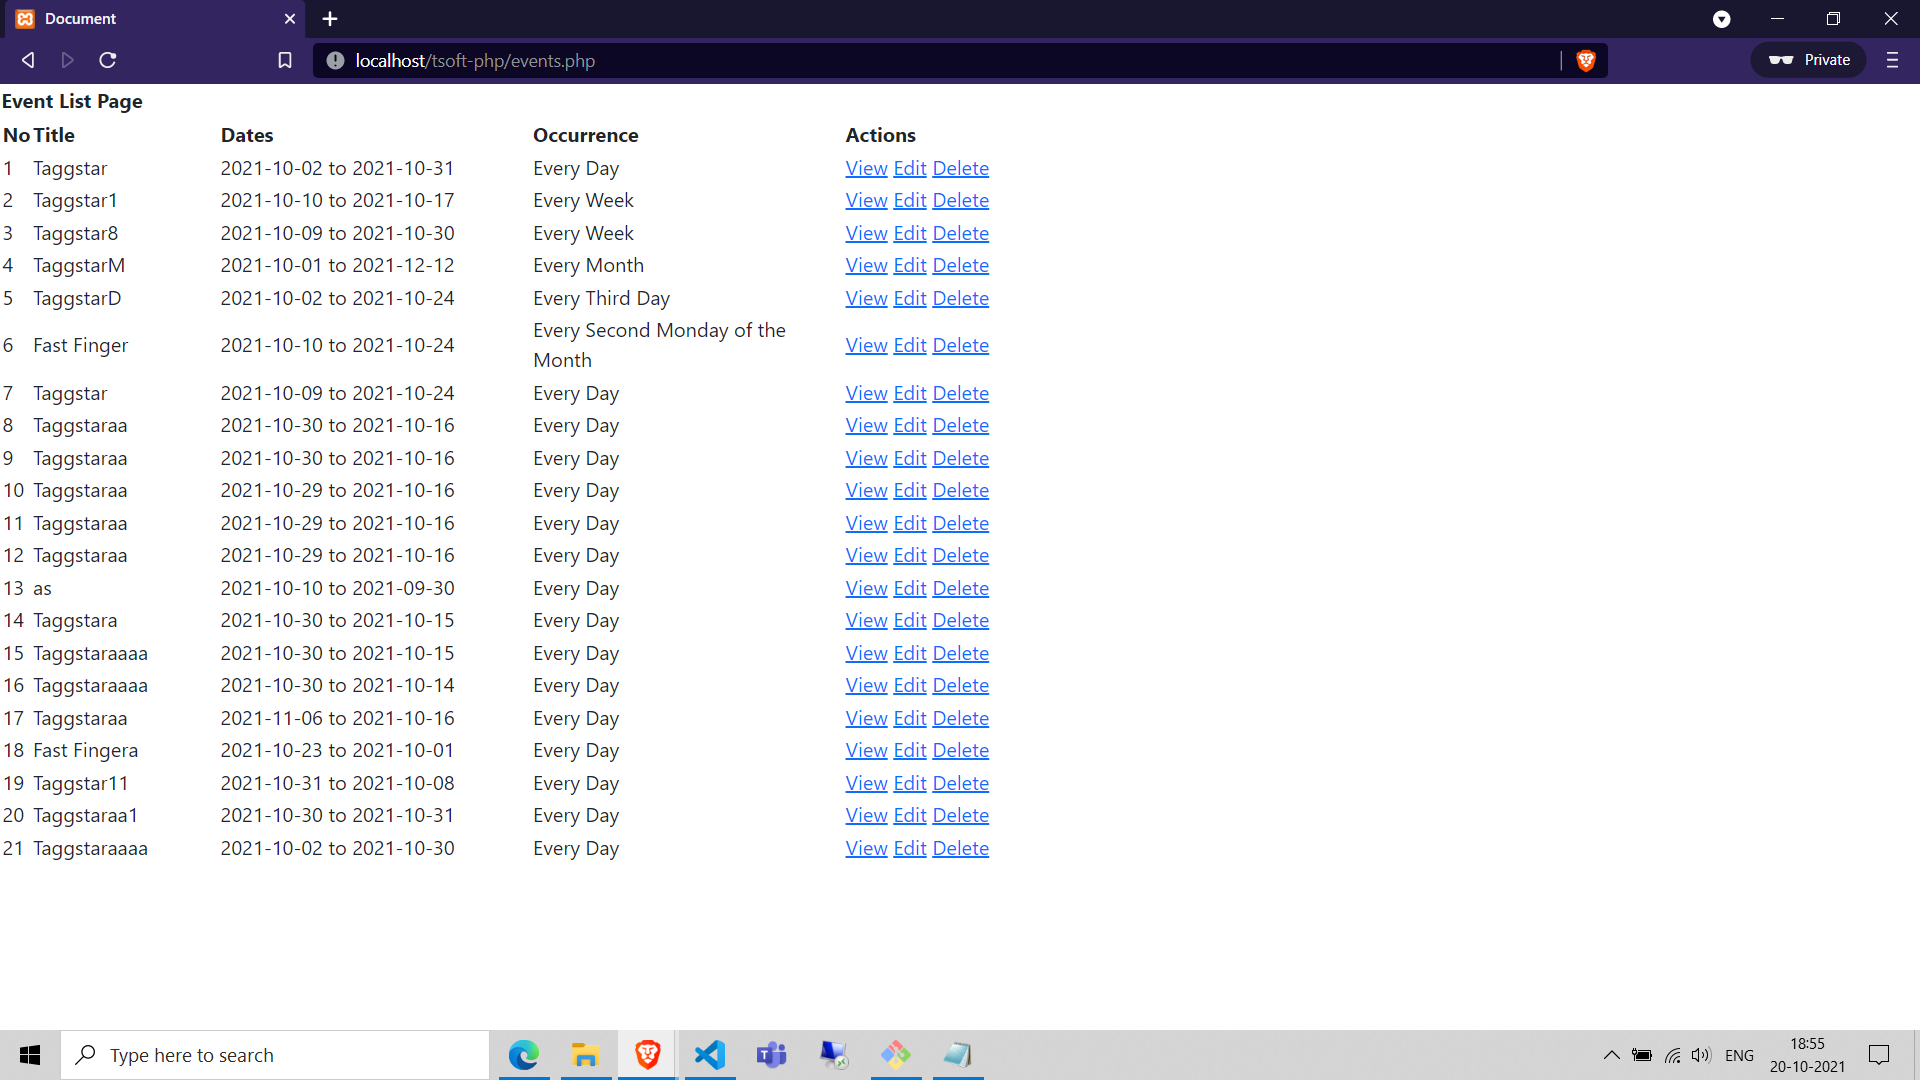 Document
localhost/tsoft-php/events.php
Private
Event List Page
No Title Dates Occurrence Actions
1 Taggstar 2021-10-02 to 2021-10-31 Every Day View Edit Delete
2 Taggstar1 2021-10-10 to 2021-10-17 Every Week View Edit Delete
3 Taggstar8 2021-10-09 to 2021-10-30 Every Week View Edit Delete
4 TaggstarM 2021-10-01 to 2021-12-12 Every Month View Edit Delete
5 TaggstarD 2021-10-02 to 2021-10-24 Every Third Day View Edit Delete
6 Fast Finger 2021-10-10 to 2021-10-24 Every Second Monday of the Month View Edit Delete
7 Taggstar 2021-10-09 to 2021-10-24 Every Day View Edit Delete
8 Taggstaraa 2021-10-30 to 2021-10-16 Every Day View Edit Delete
9 Taggstaraa 2021-10-30 to 2021-10-16 Every Day View Edit Delete
10 Taggstaraa 2021-10-29 to 2021-10-16 Every Day View Edit Delete
11 Taggstaraa 2021-10-29 to 2021-10-16 Every Day View Edit Delete
12 Taggstaraa 2021-10-29 to 2021-10-16 Every Day View Edit Delete
13 as 2021-10-10 to 2021-09-30 Every Day View Edit Delete
14 Taggstara 2021-10-30 to 2021-10-15 Every Day View Edit Delete
15 Taggstaraaaa 2021-10-30 to 2021-10-15 Every Day View Edit Delete
16 Taggstaraaaa 2021-10-30 to 2021-10-14 Every Day View Edit Delete
17 Taggstaraa 2021-11-06 to 2021-10-16 Every Day View Edit Delete
18 Fast Fingera 2021-10-23 to 2021-10-01 Every Day View Edit Delete
19 Taggstar11 2021-10-31 to 2021-10-08 Every Day View Edit Delete
20 Taggstaraa1 2021-10-30 to 2021-10-31 Every Day View Edit Delete
21 Taggstaraaaa 2021-10-02 to 2021-10-30 Every Day View Edit Delete
Type here to search
ENG
18:55
20-10-2021